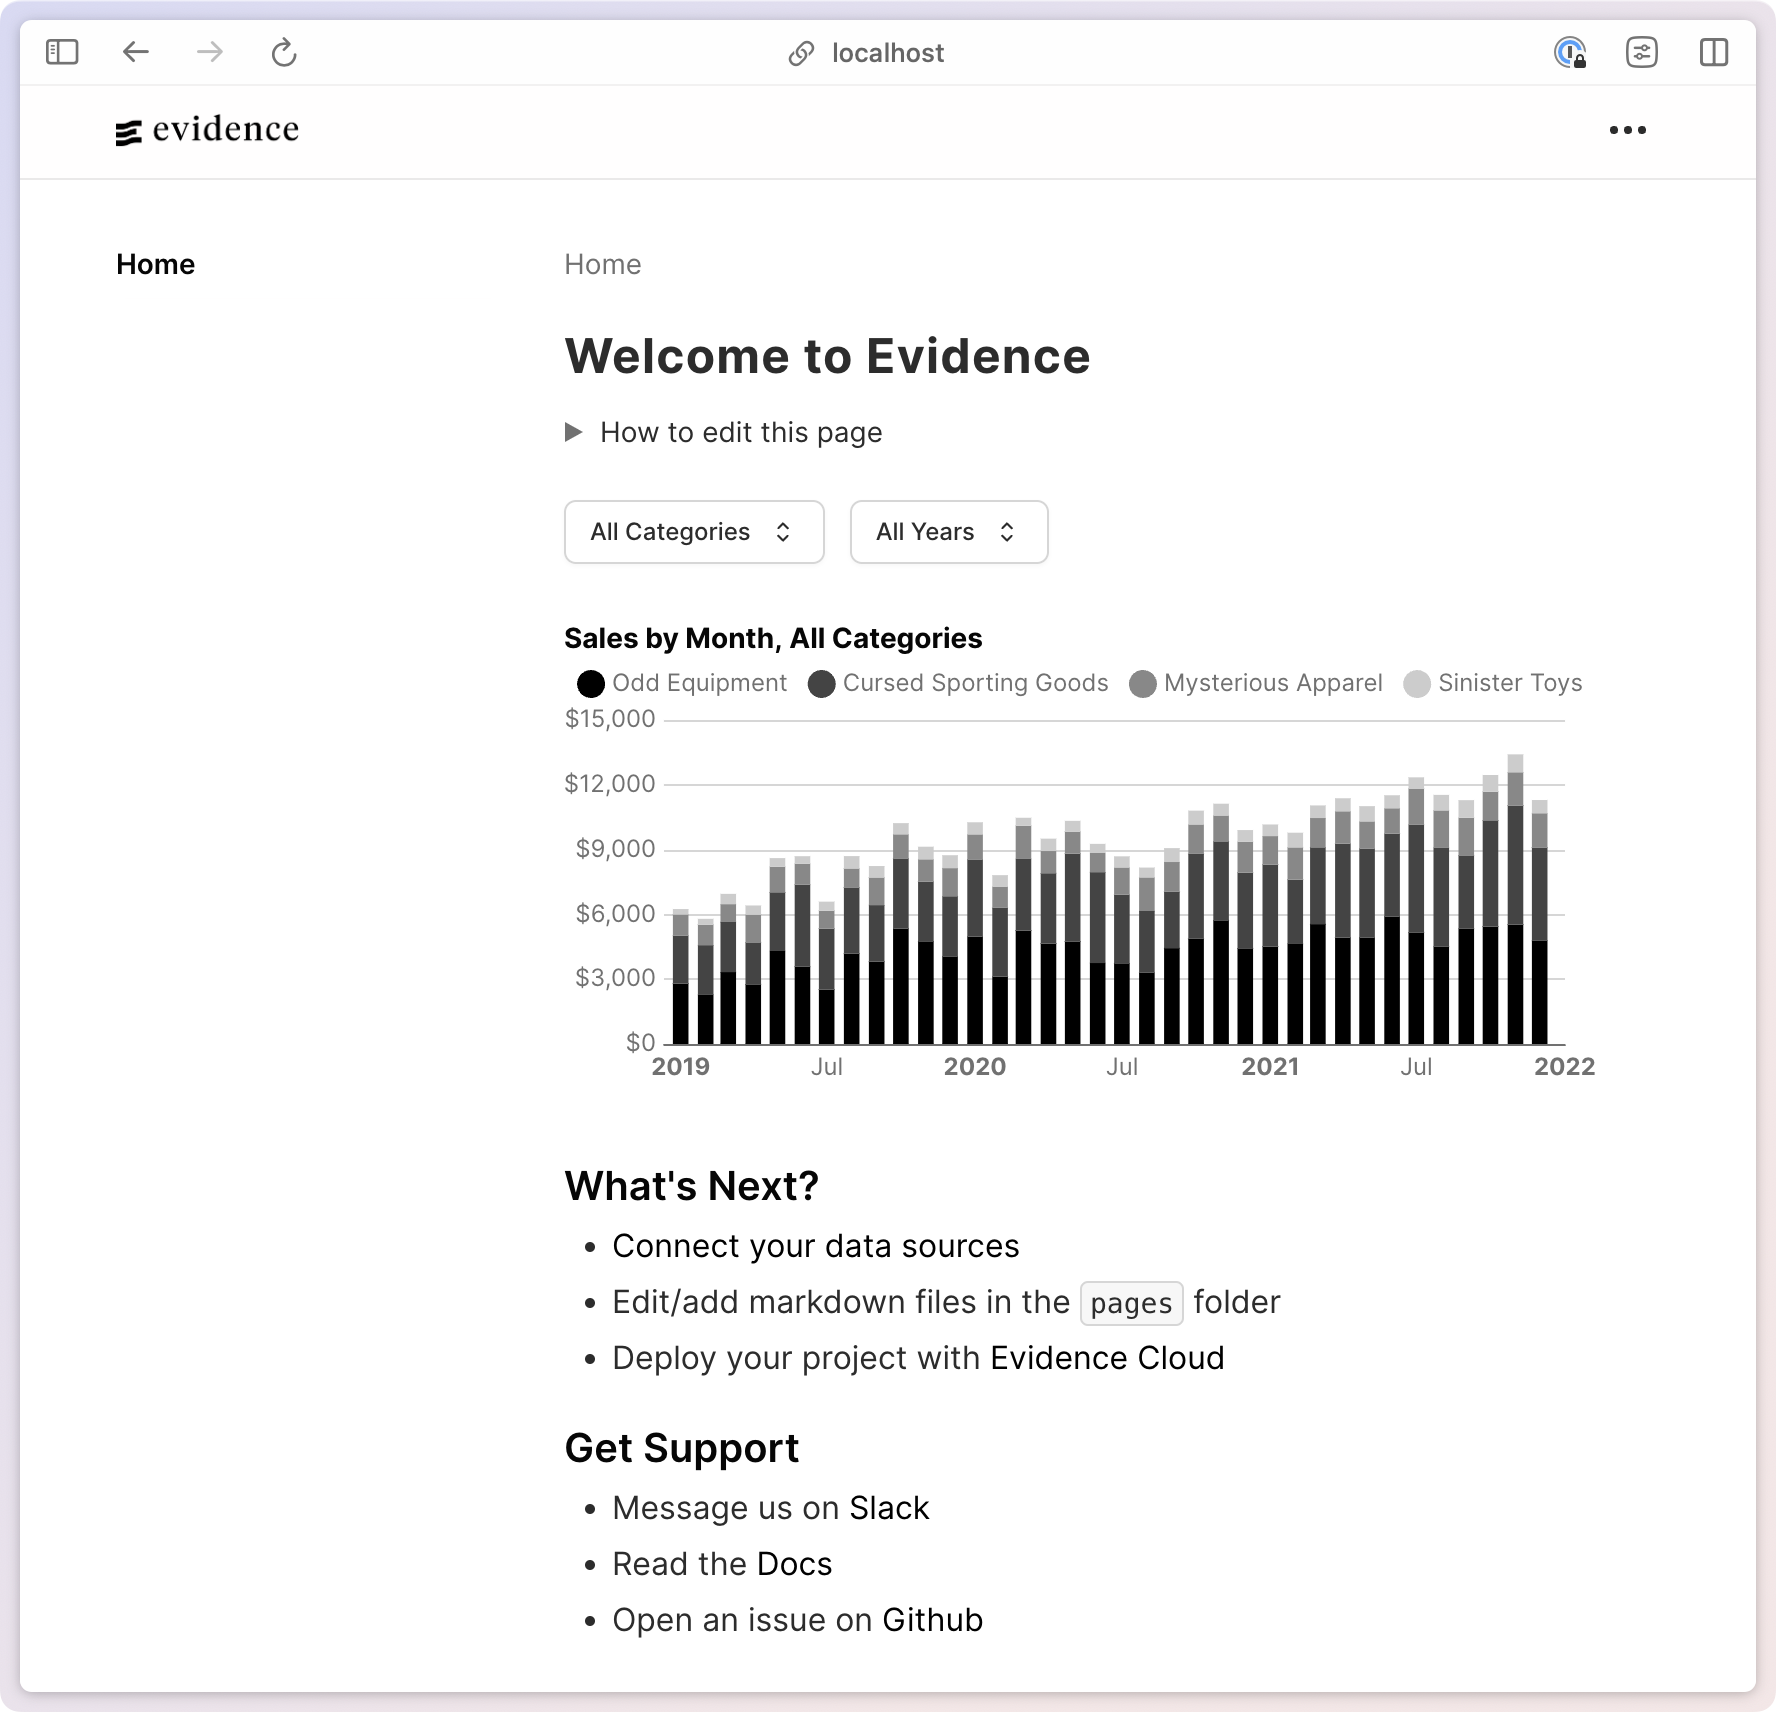 localhost
evidence
Home
Home
Welcome to Evidence
How to edit this page
All Categories
All Years
Sales by Month, All Categories
Odd Equipment Cursed Sporting Goods Mysterious Apparel Sinister Toys
$15,000
$12,000
$9,000
$6,000
$3,000
$0
2019 Jul 2020 Jul 2021 Jul 2022
What's Next?
• Connect your data sources
• Edit/add markdown files in the pages folder
• Deploy your project with Evidence Cloud
Get Support
• Message us on Slack
• Read the Docs
• Open an issue on Github